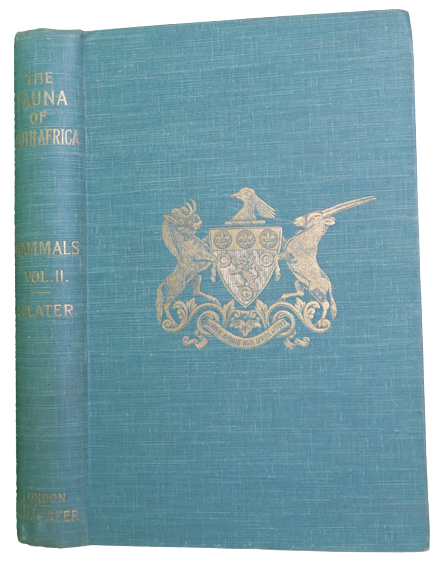 THE
FAUNA
OF
SOUTH AFRICA
MAMMALS
VOL. II.
SCLATER
LONDON
R.H. PORTER